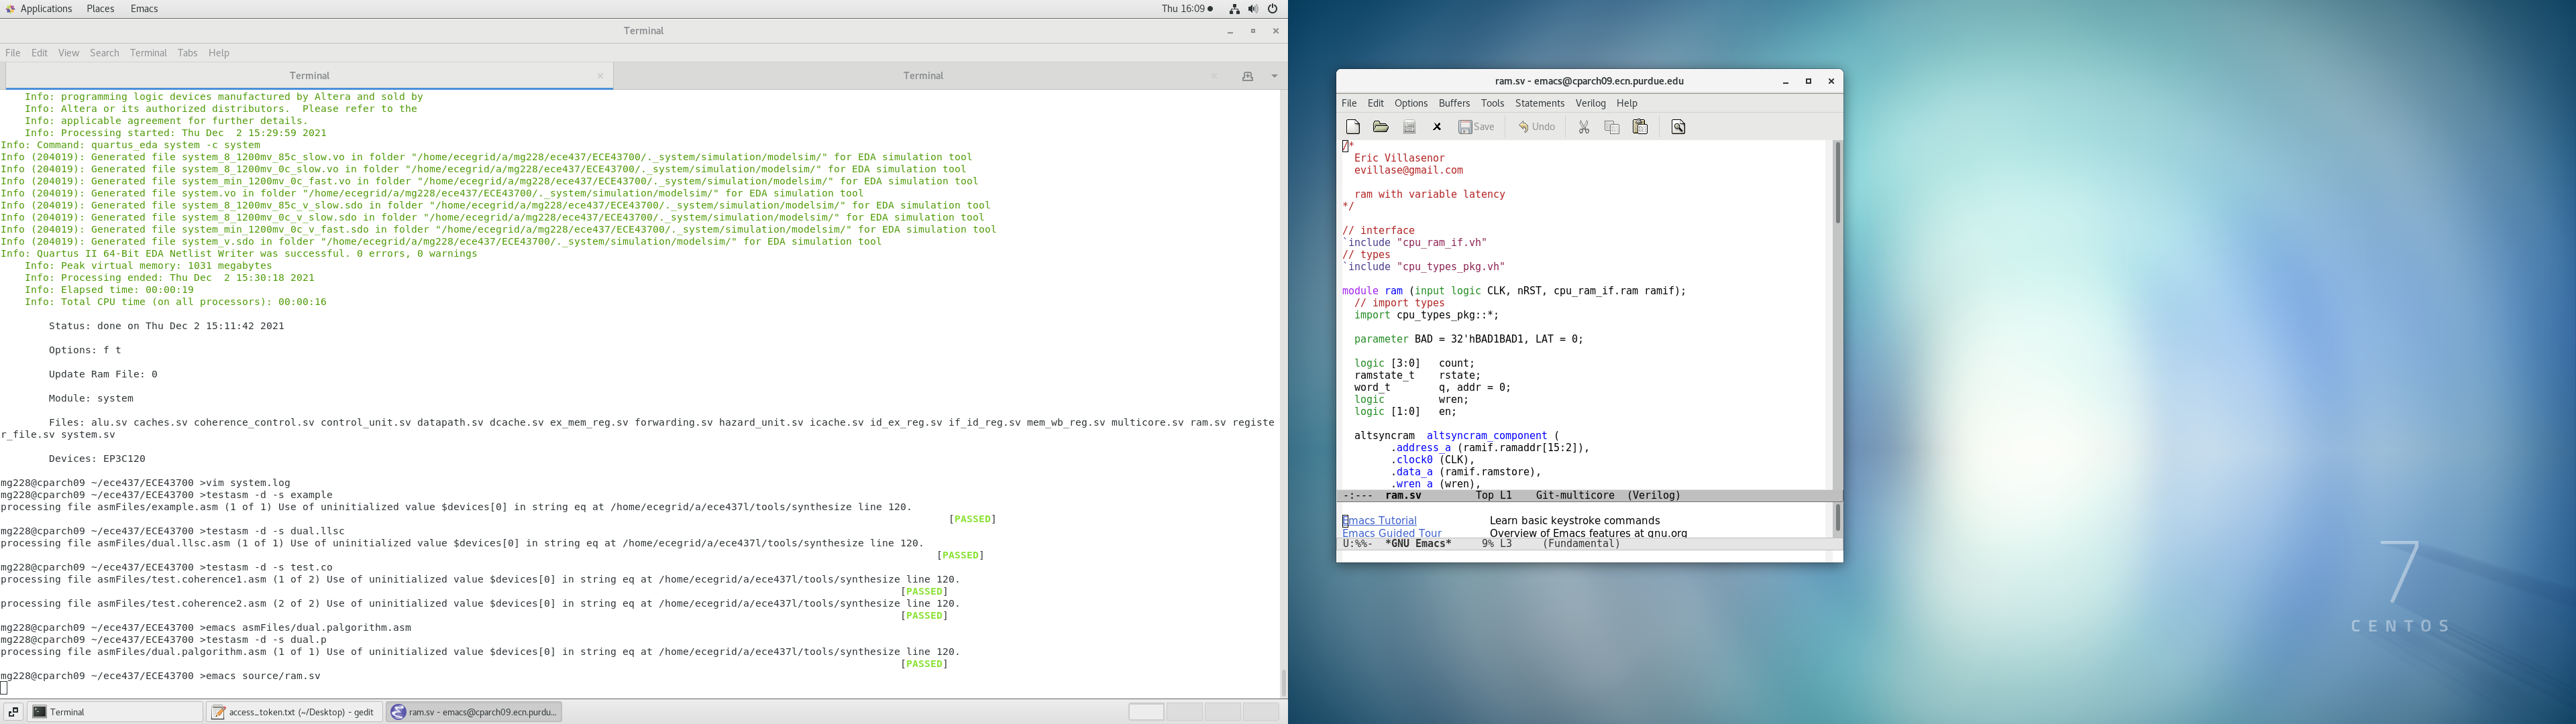 Applications Places Emacs Thu 16:09
Terminal
File Edit View Search Terminal Tabs Help
Terminal Terminal
Info: programming logic devices manufactured by Altera and sold by
Info: Altera or its authorized distributors.  Please refer to the
Info: applicable agreement for further details.
Info: Processing started: Thu Dec  2 15:29:59 2021
Info: Command: quartus_eda system -c system
Info (204019): Generated file system_8_1200mv_85c_slow.vo in folder "/home/ecegrid/a/mg228/ece437/ECE43700/._system/simulation/modelsim/" for EDA simulation tool
Info (204019): Generated file system_8_1200mv_0c_slow.vo in folder "/home/ecegrid/a/mg228/ece437/ECE43700/._system/simulation/modelsim/" for EDA simulation tool
Info (204019): Generated file system_min_1200mv_0c_fast.vo in folder "/home/ecegrid/a/mg228/ece437/ECE43700/._system/simulation/modelsim/" for EDA simulation tool
Info (204019): Generated file system.vo in folder "/home/ecegrid/a/mg228/ece437/ECE43700/._system/simulation/modelsim/" for EDA simulation tool
Info (204019): Generated file system_8_1200mv_85c_v_slow.sdo in folder "/home/ecegrid/a/mg228/ece437/ECE43700/._system/simulation/modelsim/" for EDA simulation tool
Info (204019): Generated file system_8_1200mv_0c_v_slow.sdo in folder "/home/ecegrid/a/mg228/ece437/ECE43700/._system/simulation/modelsim/" for EDA simulation tool
Info (204019): Generated file system_min_1200mv_0c_v_fast.sdo in folder "/home/ecegrid/a/mg228/ece437/ECE43700/._system/simulation/modelsim/" for EDA simulation tool
Info (204019): Generated file system_v.sdo in folder "/home/ecegrid/a/mg228/ece437/ECE43700/._system/simulation/modelsim/" for EDA simulation tool
Info: Quartus II 64-Bit EDA Netlist Writer was successful. 0 errors, 0 warnings
Info: Peak virtual memory: 1031 megabytes
Info: Processing ended: Thu Dec  2 15:30:18 2021
Info: Elapsed time: 00:00:19
Info: Total CPU time (on all processors): 00:00:16
Status: done on Thu Dec 2 15:11:42 2021
Options: f t
Update Ram File: 0
Module: system
Files: alu.sv caches.sv coherence_control.sv control_unit.sv datapath.sv dcache.sv ex_mem_reg.sv forwarding.sv hazard_unit.sv icache.sv id_ex_reg.sv if_id_reg.sv mem_wb_reg.sv multicore.sv ram.sv registe
r_file.sv system.sv
Devices: EP3C120
mg228@cparch09 ~/ece437/ECE43700 >vim system.log
mg228@cparch09 ~/ece437/ECE43700 >testasm -d -s example
processing file asmFiles/example.asm (1 of 1) Use of uninitialized value $devices[0] in string eq at /home/ecegrid/a/ece437l/tools/synthesize line 120.
[PASSED]
mg228@cparch09 ~/ece437/ECE43700 >testasm -d -s dual.llsc
processing file asmFiles/dual.llsc.asm (1 of 1) Use of uninitialized value $devices[0] in string eq at /home/ecegrid/a/ece437l/tools/synthesize line 120.
[PASSED]
mg228@cparch09 ~/ece437/ECE43700 >testasm -d -s test.co
processing file asmFiles/test.coherence1.asm (1 of 2) Use of uninitialized value $devices[0] in string eq at /home/ecegrid/a/ece437l/tools/synthesize line 120.
[PASSED]
processing file asmFiles/test.coherence2.asm (2 of 2) Use of uninitialized value $devices[0] in string eq at /home/ecegrid/a/ece437l/tools/synthesize line 120.
[PASSED]
mg228@cparch09 ~/ece437/ECE43700 >emacs asmFiles/dual.palgorithm.asm
mg228@cparch09 ~/ece437/ECE43700 >testasm -d -s dual.p
processing file asmFiles/dual.palgorithm.asm (1 of 1) Use of uninitialized value $devices[0] in string eq at /home/ecegrid/a/ece437l/tools/synthesize line 120.
[PASSED]
mg228@cparch09 ~/ece437/ECE43700 >emacs source/ram.sv
Terminal access_token.txt (~/Desktop) - gedit ram.sv - emacs@cparch09.ecn.purdu...
ram.sv - emacs@cparch09.ecn.purdue.edu
File Edit Options Buffers Tools Statements Verilog Help
Save Undo
/*
Eric Villasenor
evillase@gmail.com
ram with variable latency
*/
// interface
`include "cpu_ram_if.vh"
// types
`include "cpu_types_pkg.vh"
module ram (input logic CLK, nRST, cpu_ram_if.ram ramif);
// import types
import cpu_types_pkg::*;
parameter BAD = 32'hBAD1BAD1, LAT = 0;
logic [3:0]   count;
ramstate_t    rstate;
word_t        q, addr = 0;
logic         wren;
logic [1:0]   en;
altsyncram  altsyncram_component (
.address_a (ramif.ramaddr[15:2]),
.clock0 (CLK),
.data_a (ramif.ramstore),
.wren_a (wren),
-:---  ram.sv         Top L1    Git-multicore  (Verilog)
Emacs Tutorial Learn basic keystroke commands
Emacs Guided Tour Overview of Emacs features at gnu.org
U:%%-  *GNU Emacs*     9% L3     (Fundamental)
7
CENTOS